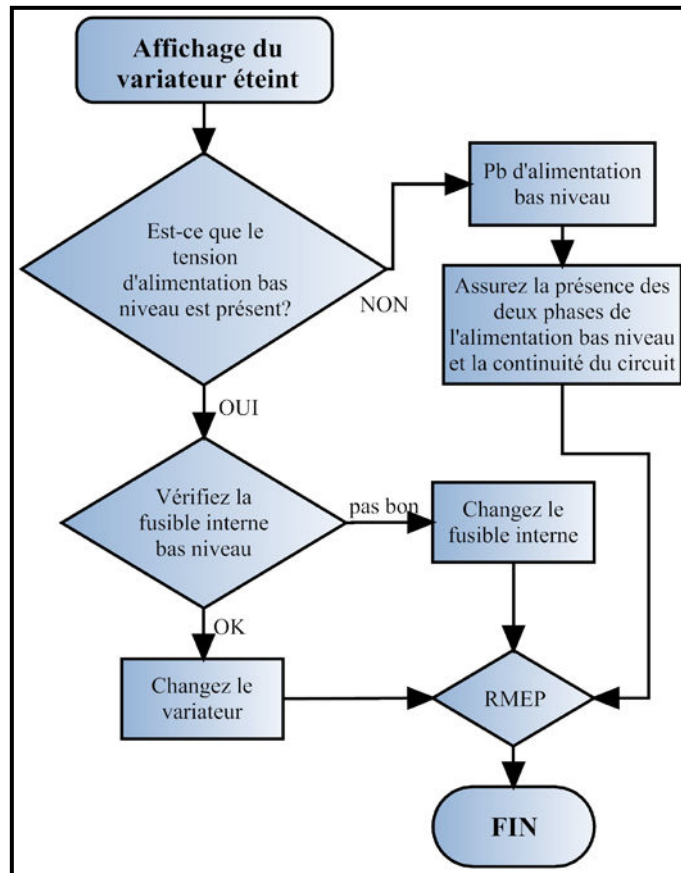 Affichage du
variateur éteint
Est-ce que le
tension
d'alimentation bas
niveau est présent?
NON
Pb d'alimentation
bas niveau
Assurez la présence des
deux phases de
l'alimentation bas niveau
et la continuité du circuit
OUI
Vérifiez la
fusible interne
bas niveau
pas bon
Changez le
fusible interne
OK
Changez le
variateur
RMEP
FIN